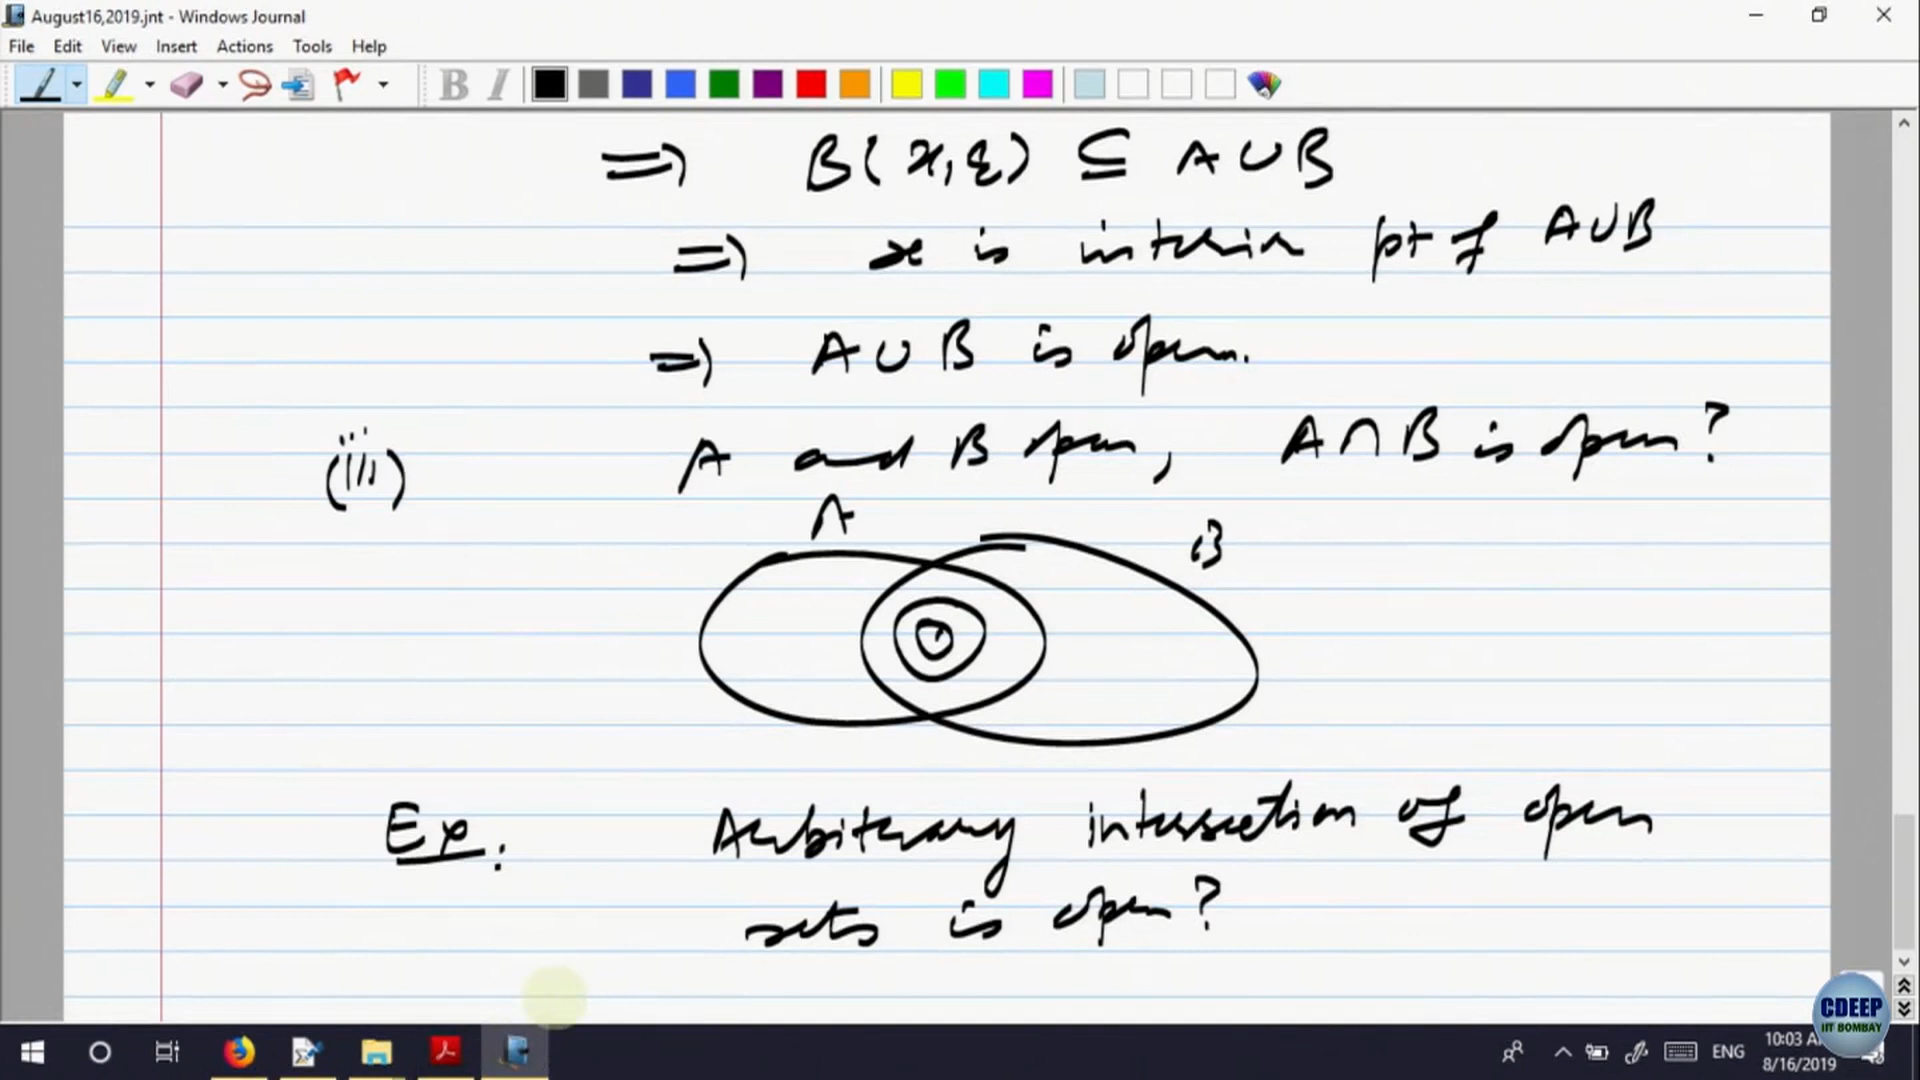 August16,2019.jnt - Windows Journal
File Edit View Insert Actions Tools Help
B I
=> B(x, ε) ⊆ A ∪ B
=> x is interior pt of A ∪ B
=> A ∪ B is open.
(iii) A and B open, A ∩ B is open?
A B
Ex. Arbitrary intersection of open
sets is open?
CDEEP
IIT BOMBAY
10:03 A
ENG
8/16/2019